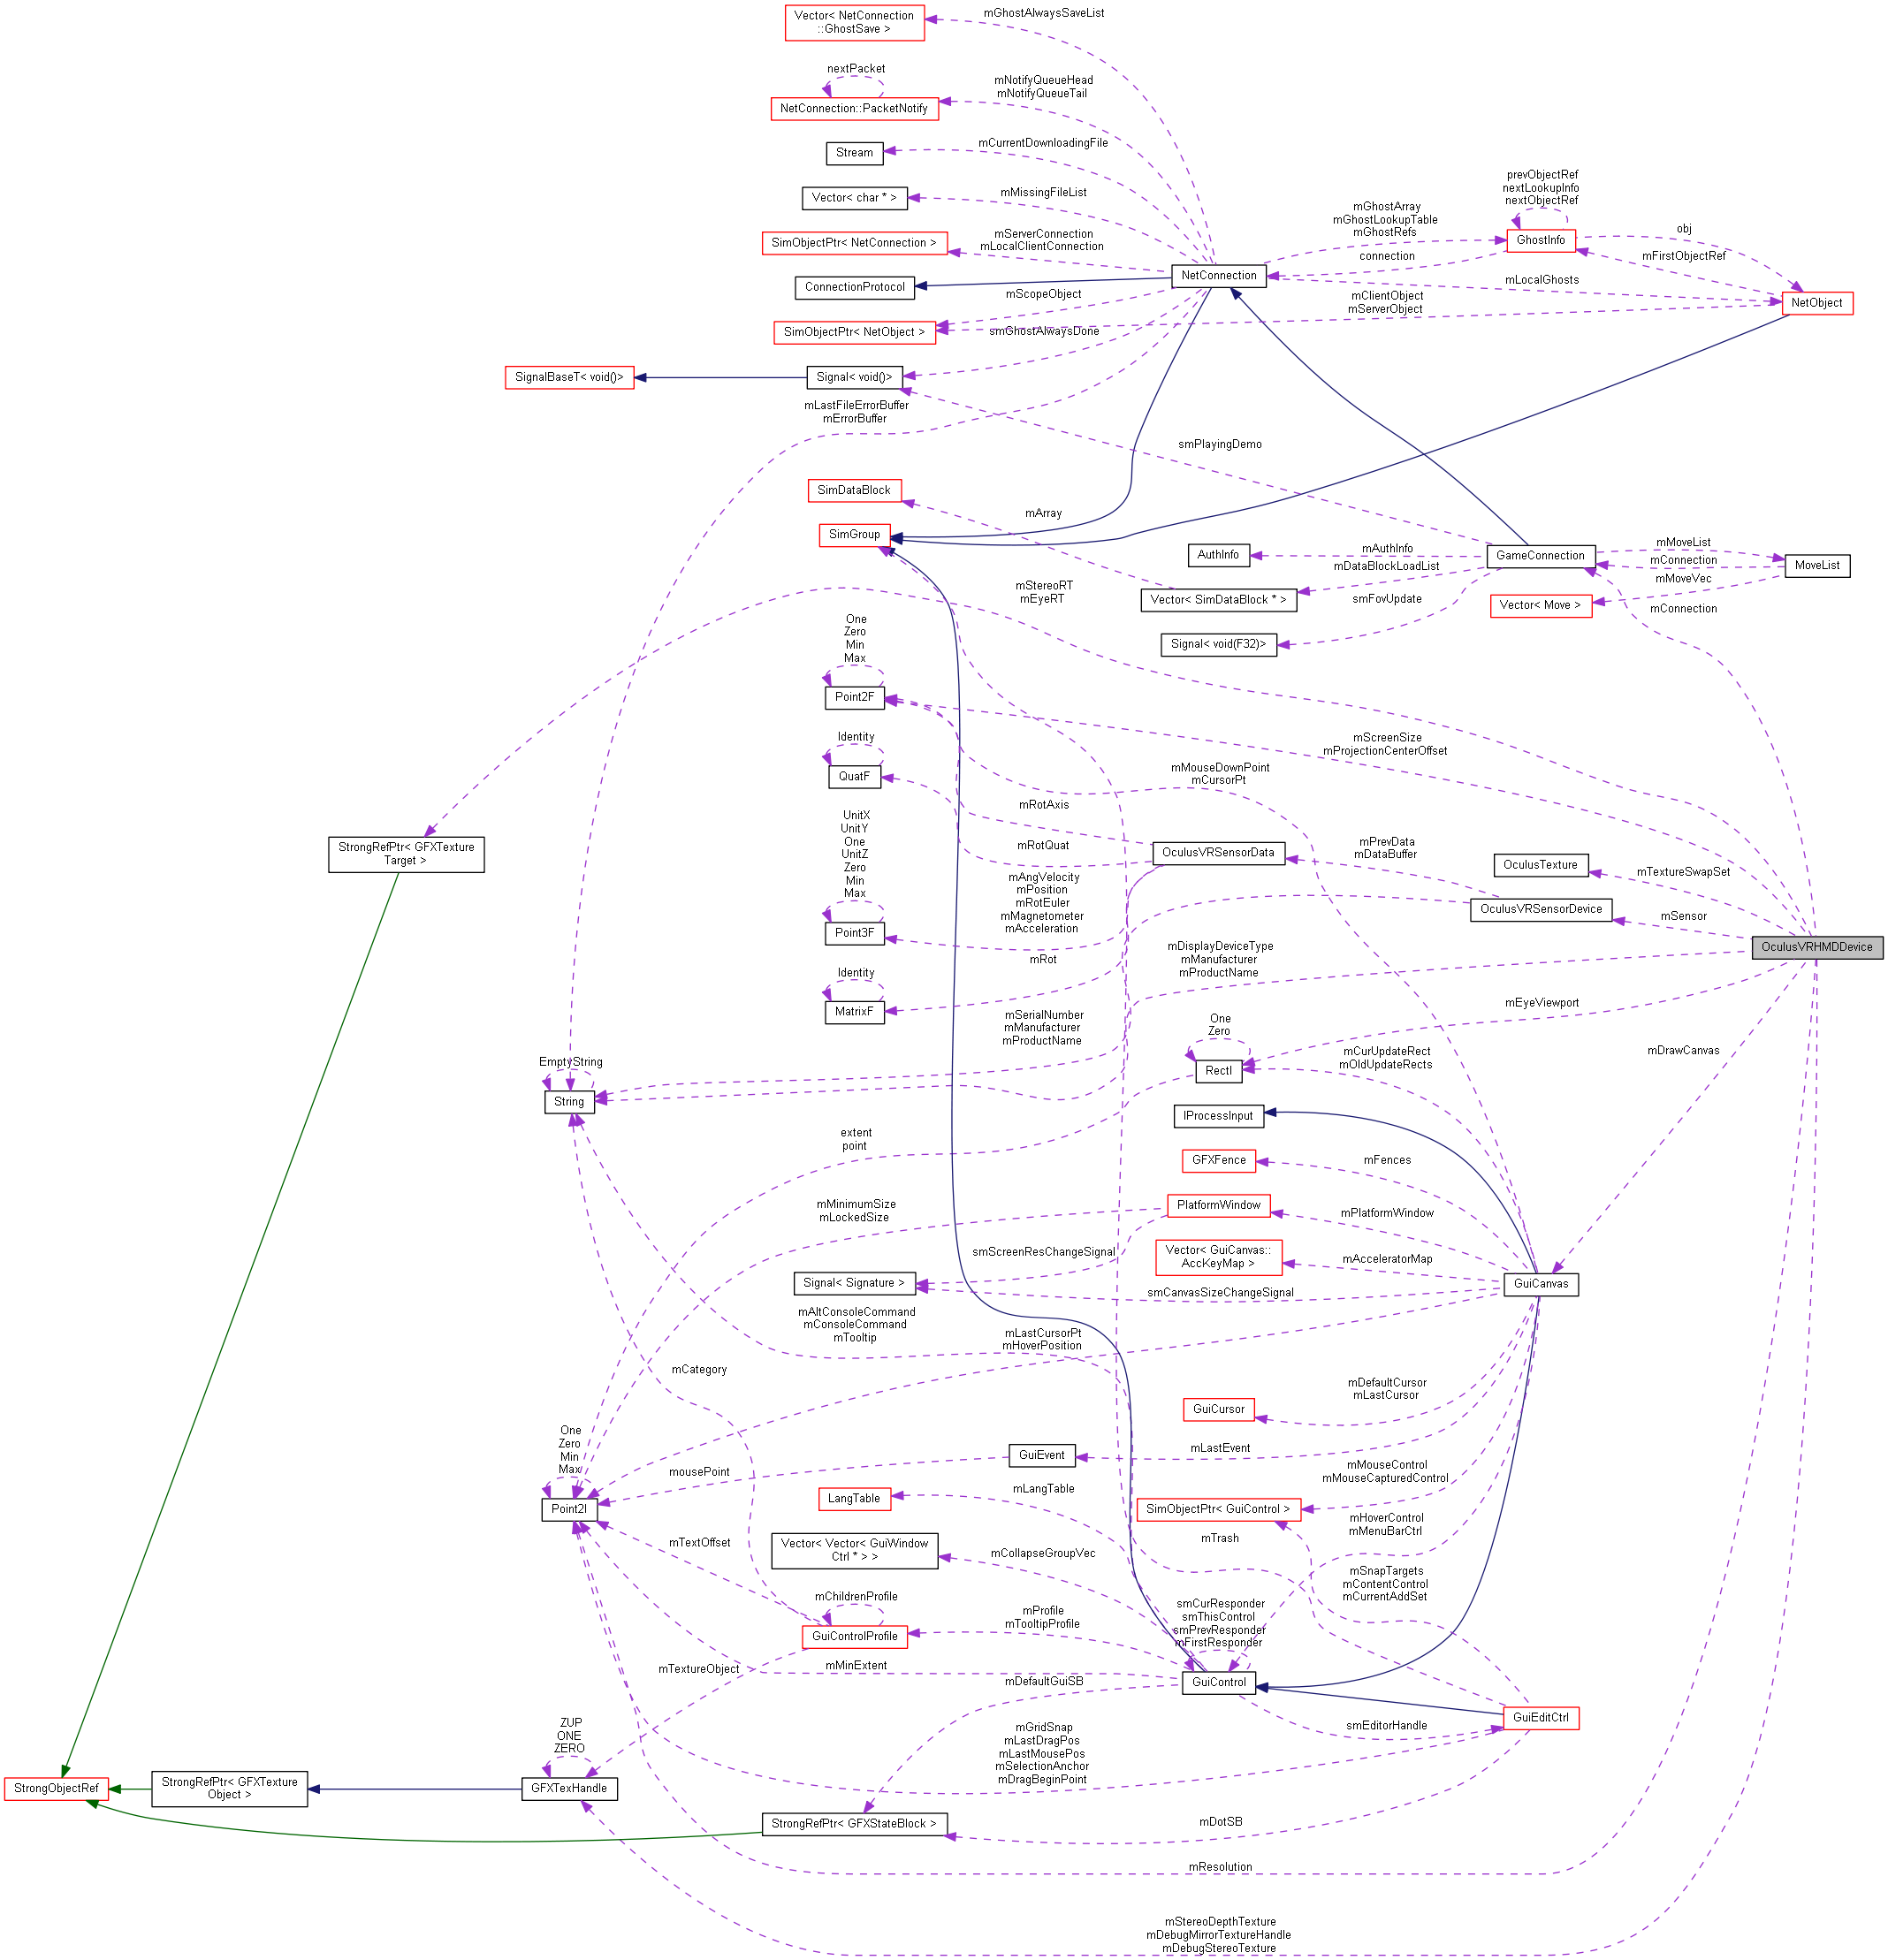 Vector< NetConnection
::GhostSave >
mGhostAlwaysSaveList
nextPacket
NetConnection::PacketNotify
mNotifyQueueHead
mNotifyQueueTail
Stream
mCurrentDownloadingFile
Vector< char * >
mMissingFileList
SimObjectPtr< NetConnection >
mServerConnection
mLocalClientConnection
ConnectionProtocol
NetConnection
mGhostArray
mGhostLookupTable
mGhostRefs
connection
prevObjectRef
nextLookupInfo
nextObjectRef
GhostInfo
obj
mFirstObjectRef
NetObject
mLocalGhosts
mClientObject
mServerObject
mScopeObject
SimObjectPtr< NetObject >
smGhostAlwaysDone
SignalBaseT< void()>
Signal< void()>
mLastFileErrorBuffer
mErrorBuffer
smPlayingDemo
SimDataBlock
mArray
SimGroup
AuthInfo
mAuthInfo
mDataBlockLoadList
GameConnection
mMoveList
mConnection
mMoveVec
MoveList
Vector< SimDataBlock * >
smFovUpdate
Vector< Move >
mConnection
Signal< void(F32)>
mStereoRT
mEyeRT
One
Zero
Min
Max
Point2F
Identity
QuatF
mScreenSize
mProjectionCenterOffset
mMouseDownPoint
mCursorPt
mRotAxis
mRotQuat
UnitX
UnitY
One
UnitZ
Zero
Min
Max
Point3F
StrongRefPtr< GFXTexture
Target >
OculusVRSensorData
mPrevData
mDataBuffer
OculusTexture
mTextureSwapSet
mAngVelocity
mPosition
mRotEuler
mMagnetometer
mAcceleration
OculusVRSensorDevice
mSensor
OculusVRHMDDevice
mRot
mDisplayDeviceType
mManufacturer
mProductName
Identity
MatrixF
mSerialNumber
mManufacturer
mProductName
mEyeViewport
One
Zero
RectI
mCurUpdateRect
mOldUpdateRects
mDrawCanvas
EmptyString
String
IProcessInput
extent
point
GFXFence
mFences
mMinimumSize
mLockedSize
PlatformWindow
mPlatformWindow
smScreenResChangeSignal
Vector< GuiCanvas::
AccKeyMap >
mAcceleratorMap
Signal< Signature >
smCanvasSizeChangeSignal
GuiCanvas
mAltConsoleCommand
mConsoleCommand
mTooltip
mLastCursorPt
mHoverPosition
mCategory
mDefaultCursor
mLastCursor
GuiCursor
One
Zero
Min
Max
Point2I
mousePoint
GuiEvent
mLastEvent
mMouseControl
mMouseCapturedControl
LangTable
mLangTable
SimObjectPtr< GuiControl >
mHoverControl
mMenuBarCtrl
mTrash
mTextOffset
Vector< Vector< GuiWindow
Ctrl * > >
mCollapseGroupVec
mSnapTargets
mContentControl
mCurrentAddSet
mChildrenProfile
GuiControlProfile
mProfile
mTooltipProfile
smCurResponder
smThisControl
smPrevResponder
mFirstResponder
mTextureObject
mMinExtent
GuiControl
mDefaultGuiSB
GuiEditCtrl
smEditorHandle
ZUP
ONE
ZERO
mGridSnap
mLastDragPos
mLastMousePos
mSelectionAnchor
mDragBeginPoint
StrongObjectRef
StrongRefPtr< GFXTexture
Object >
GFXTexHandle
StrongRefPtr< GFXStateBlock >
mDotSB
mResolution
mStereoDepthTexture
mDebugMirrorTextureHandle
mDebugStereoTexture